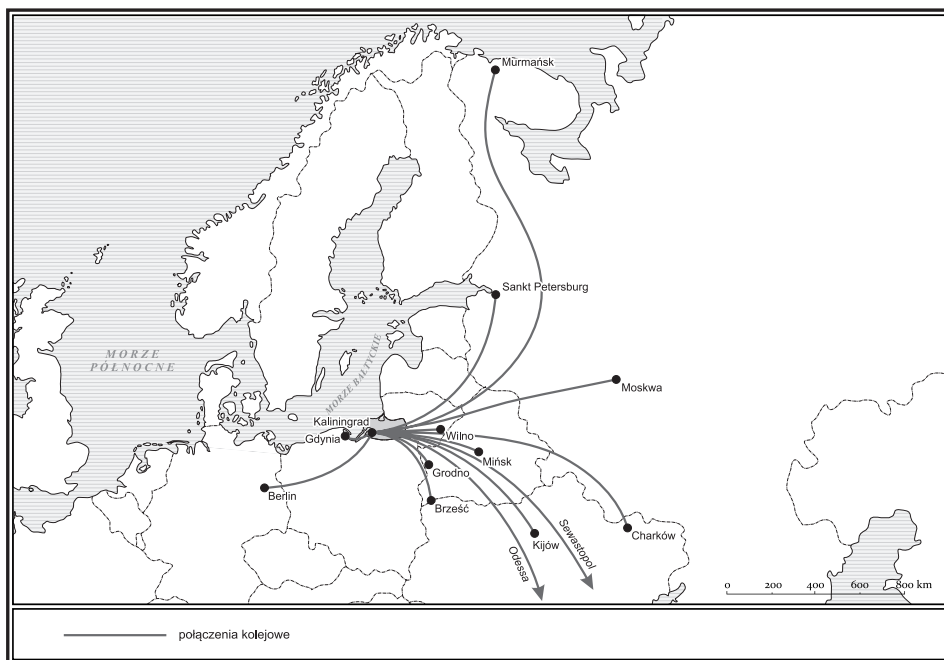 Mürmańsk
Sankt Petersburg
MORZE
PÓŁNOCNE
MORZE BAŁTYCKIE
Moskwa
Kaliningrad
Gdynia
Wilno
Mińsk
Grodno
Berlin
Brześć
Kijów
Charków
Odessa
Sewastopol
0 200 400 600 800 km
połączenia kolejowe